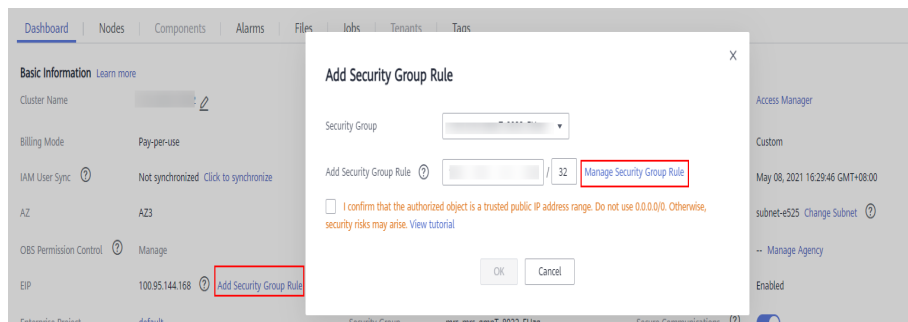 Dashboard Nodes Components Alarms Files Jobs Tenants Tags
Basic Information Learn more
Cluster Name
Access Manager
Billing Mode Pay-per-use
Custom
IAM User Sync ? Not synchronized Click to synchronize
May 08, 2021 16:29:46 GMT+08:00
AZ AZ3
subnet-e525 Change Subnet ?
OBS Permission Control ? Manage
-- Manage Agency
EIP 100.95.144.168 ? Add Security Group Rule
Enabled
Enterprise Project default Security Group Secure Communications ?
X
Add Security Group Rule
Security Group
Add Security Group Rule ? / 32 Manage Security Group Rule
I confirm that the authorized object is a trusted public IP address range. Do not use 0.0.0.0/0. Otherwise,
security risks may arise. View tutorial
OK Cancel